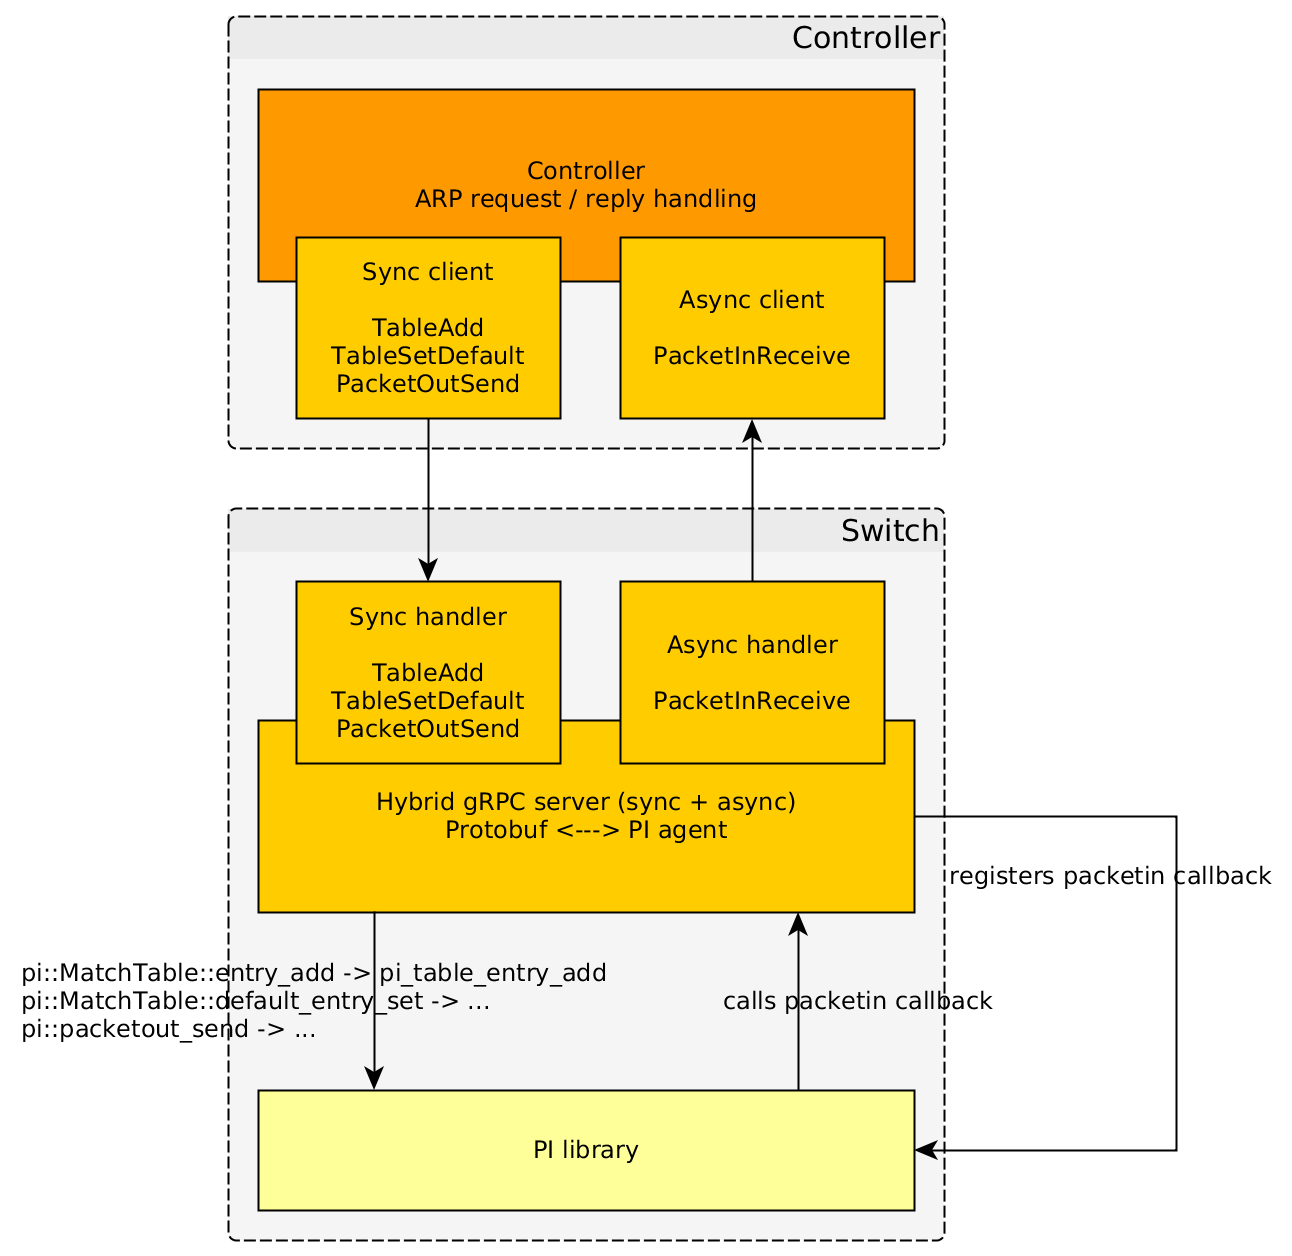 Controller
Controller
ARP request / reply handling
Sync client
TableAdd
TableSetDefault
PacketOutSend
Async client
PacketInReceive
Switch
Sync handler
TableAdd
TableSetDefault
PacketOutSend
Async handler
PacketInReceive
Hybrid gRPC server (sync + async)
Protobuf <---> PI agent
registers packetin callback
pi::MatchTable::entry_add -> pi_table_entry_add
pi::MatchTable::default_entry_set -> ...
pi::packetout_send -> ...
calls packetin callback
PI library